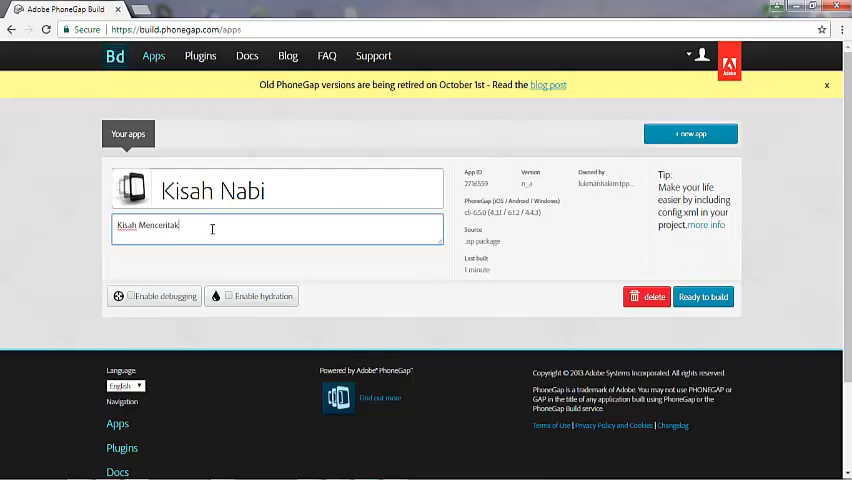 Adobe PhoneGap Build
Secure https://build.phonegap.com/apps
Bd Apps Plugins Docs Blog FAQ Support
Adobe
Old PhoneGap versions are being retired on October 1st - Read the blog post x
Your apps
+ new app
Kisah Nabi
Kisah Menceritak
App ID Version Owned by
2716559 n_a lukmanhakim.tpp...
PhoneGap (iOS / Android / Windows)
cli-6.5.0 (4.3.1 / 6.1.2 / 4.4.3)
Source
.zip package
Last built
1 minute
Tip:
Make your life
easier by including
config.xml in your
project.more info
Enable debugging Enable hydration
delete Ready to build
Language:
English
Navigation
Apps
Plugins
Docs
Powered by Adobe® PhoneGap™
Find out more
Copyright © 2013 Adobe Systems Incorporated. All rights reserved.
PhoneGap is a trademark of Adobe. You may not use PHONEGAP or
GAP in the title of any application built using PhoneGap or the
PhoneGap Build service.
Terms of Use | Privacy Policy and Cookies | Changelog